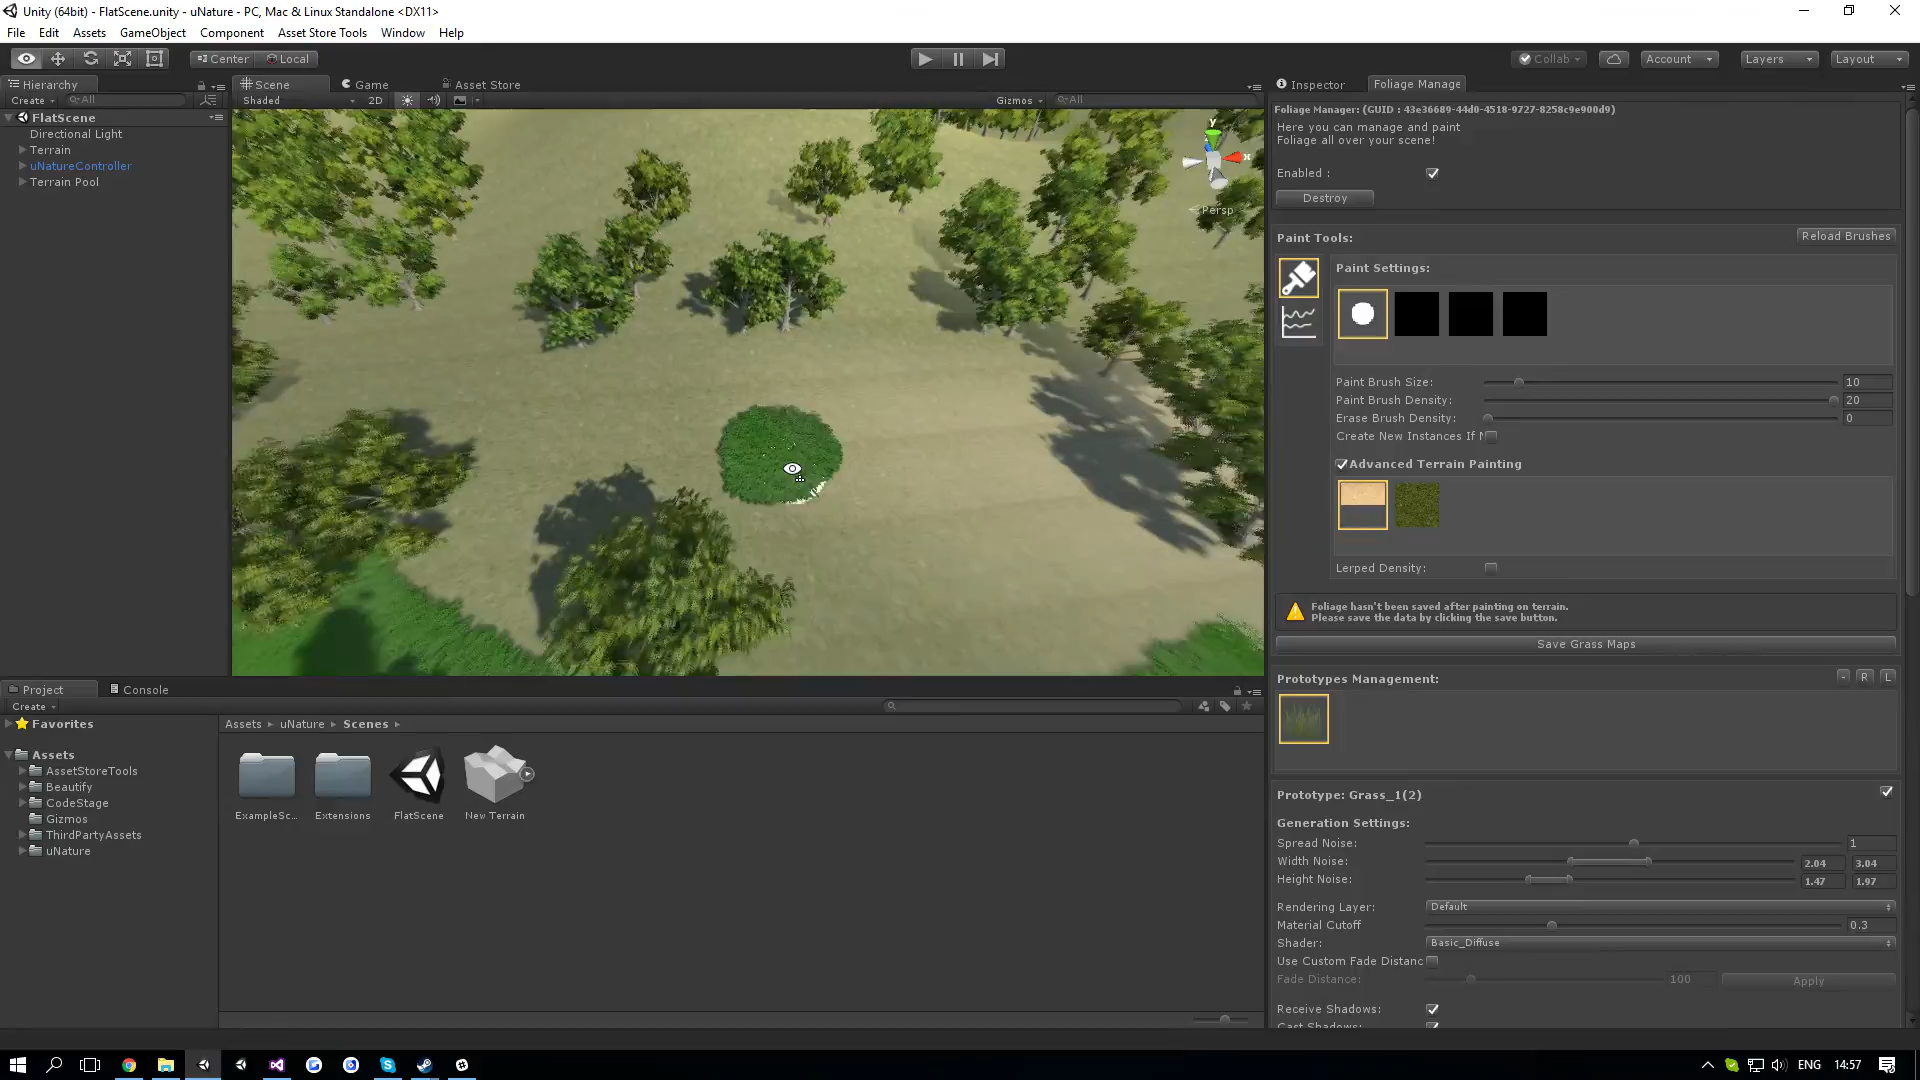 Unity (64bit) - FlatScene.unity - uNature - PC, Mac & Linux Standalone <DX11>
File Edit Assets GameObject Component Asset Store Tools Window Help
Center Local
Collab
Account
Layers
Layout
Hierarchy
Create
All
FlatScene
Directional Light
Terrain
uNatureController
Terrain Pool
Scene
Game
Asset Store
Shaded
2D
Gizmos
All
y
x
Persp
Inspector
Foliage Manage
Foliage Manager: (GUID : 43e36689-44d0-4518-9727-8258c9e900d9)
Here you can manage and paint
Foliage all over your scene!
Enabled :
Destroy
Paint Tools:
Reload Brushes
Paint Settings:
Paint Brush Size: 10
Paint Brush Density: 20
Erase Brush Density: 0
Create New Instances If N
Advanced Terrain Painting
Lerped Density:
Foliage hasn't been saved after painting on terrain.
Please save the data by clicking the save button.
Save Grass Maps
Prototypes Management:
- R L
Prototype: Grass_1(2)
Generation Settings:
Spread Noise: 1
Width Noise: 2.04 3.04
Height Noise: 1.47 1.97
Rendering Layer: Default
Material Cutoff 0.3
Shader: Basic_Diffuse
Use Custom Fade Distanc
Fade Distance: 100 Apply
Receive Shadows:
Cast Shadows:
Project
Console
Create
Favorites
Assets
AssetStoreTools
Beautify
CodeStage
Gizmos
ThirdPartyAssets
uNature
Assets uNature Scenes
ExampleSc...
Extensions
FlatScene
New Terrain
ENG
14:57